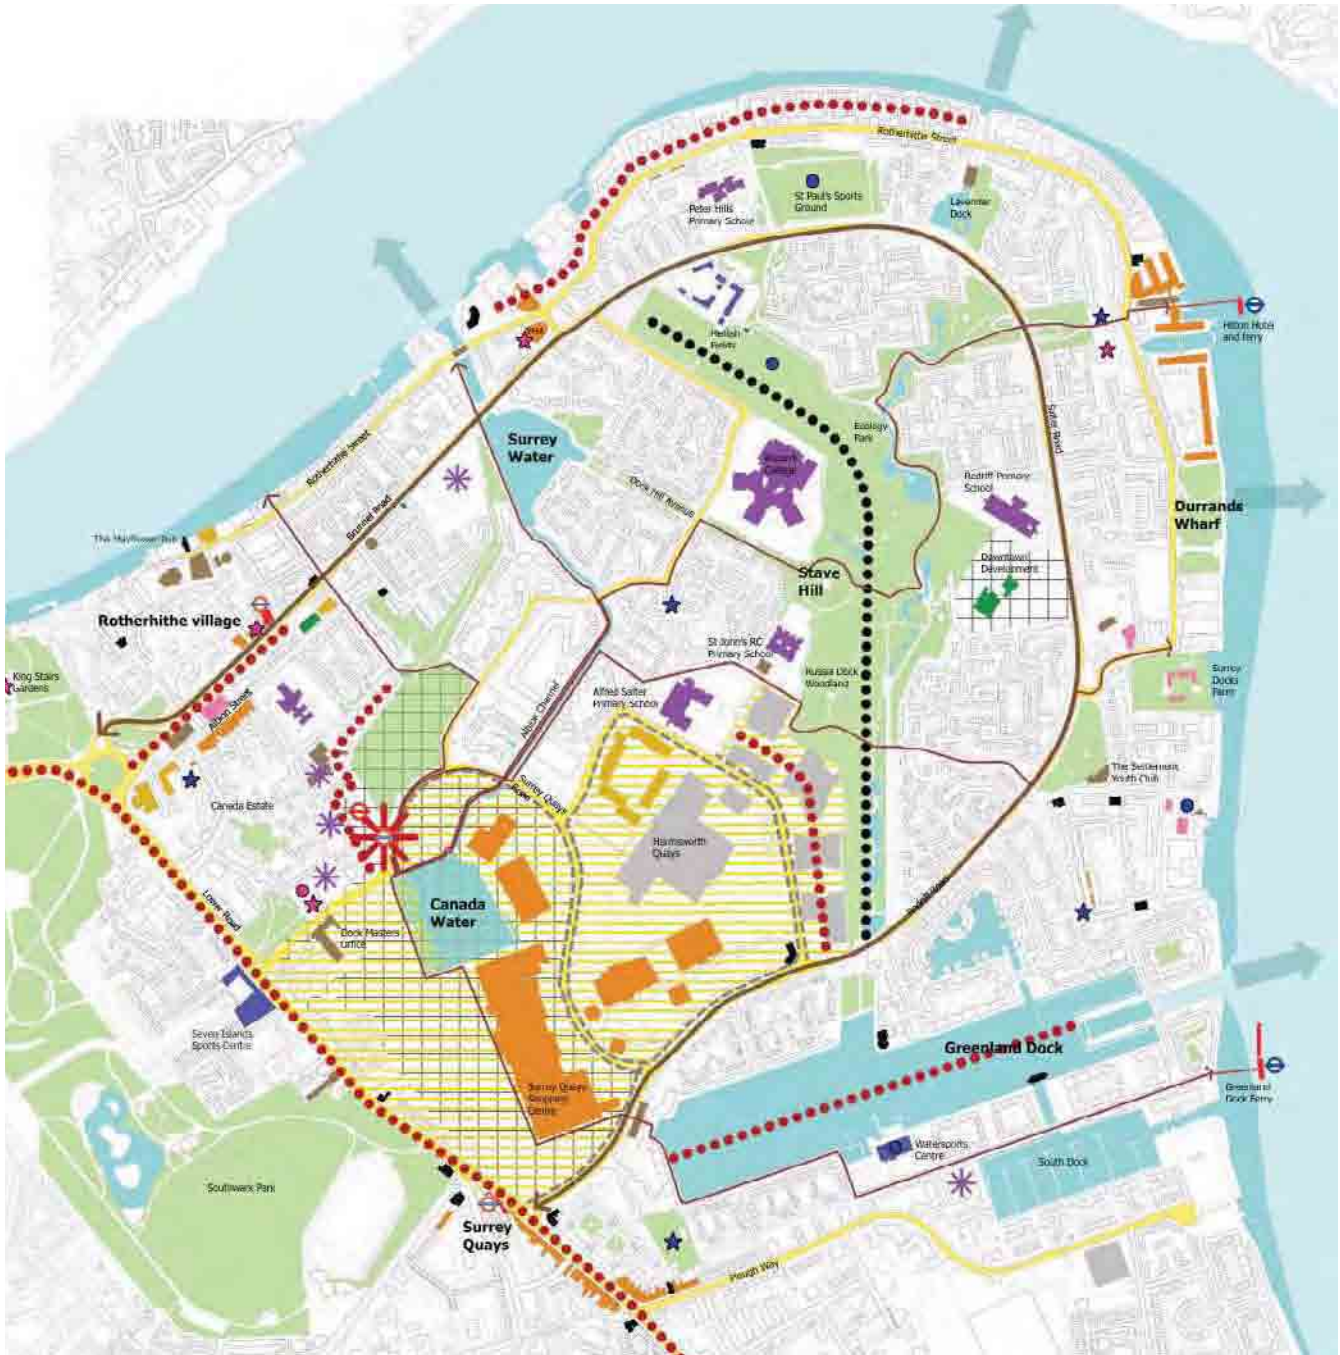 Rotherhithe Street
Peter Hills
Primary School
St Paul's Sports
Ground
Lavender
Dock
Hilton Hotel
and ferry
Ecology
Park
Surrey
Water
Rotherhithe Street
Brunel Road
Dock Hill Avenue
Redriff Primary
School
Salter Road
Durrands
Wharf
The Mayflower Pub
Downtown
Development
Stave
Hill
Rotherhithe village
St John's RC
Primary School
King Stairs
Gardens
Russia Dock
Woodland
Surrey
Docks
Farm
Alfred Salter
Primary School
Albion Street
Albion Channel
The Settlement
Youth Club
Surrey Quays
Road
Canada Estate
Harmsworth
Quays
Lower Road
Canada
Water
Dock Masters
Office
Seven Islands
Sports Centre
Greenland Dock
Surrey Quays
Shopping
Centre
Greenland
Dock Ferry
Watersports
Centre
South Dock
Southwark Park
Surrey
Quays
Plough Way